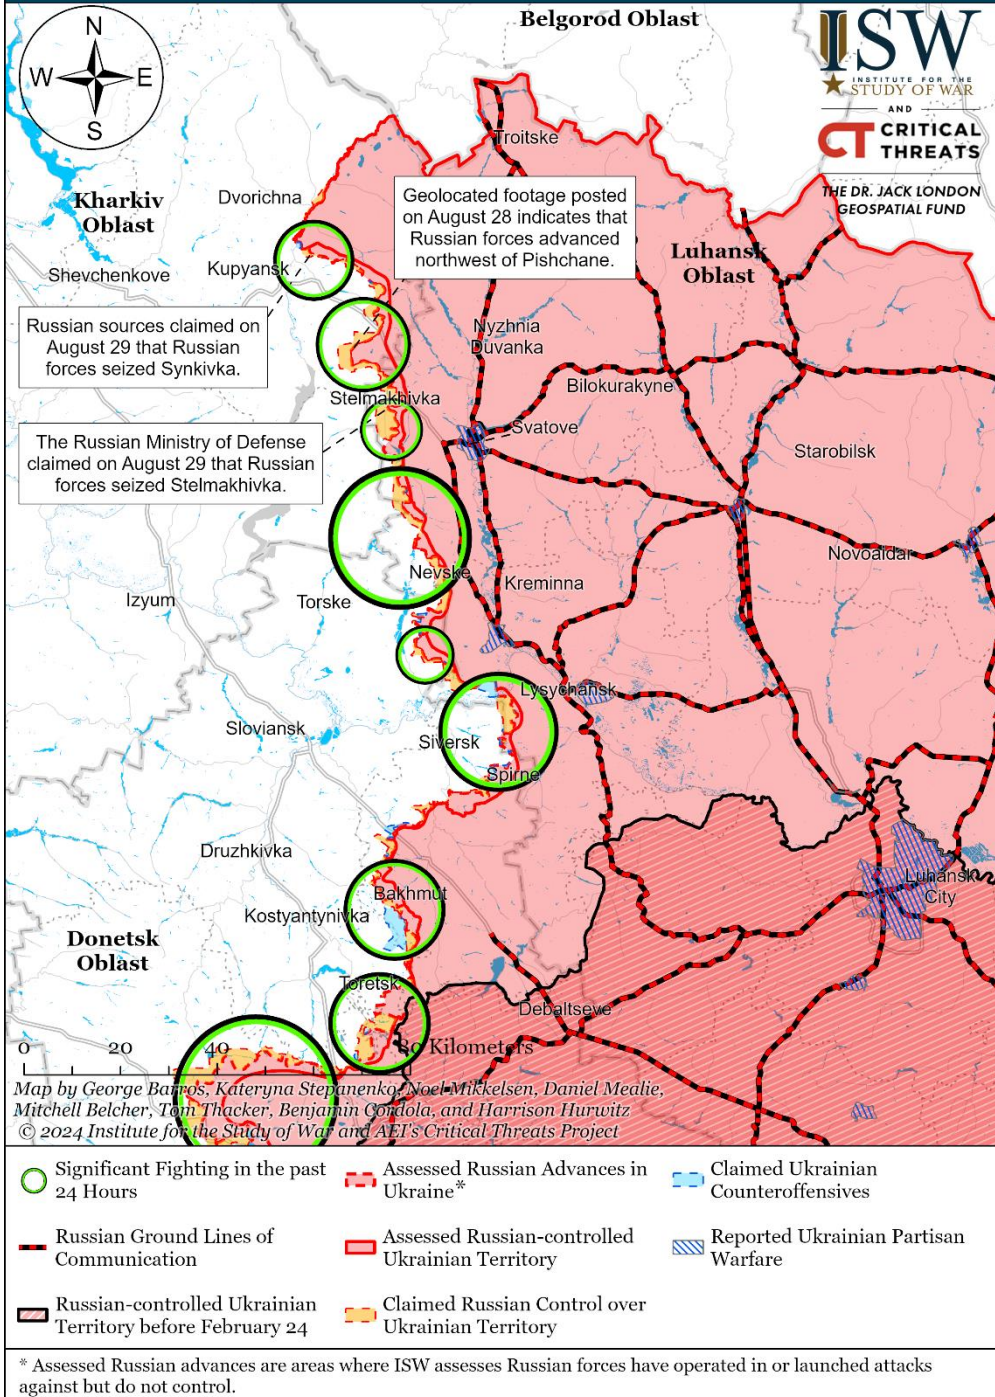 Belgorod Oblast
N
W
E
S
ISW
INSTITUTE FOR THE
STUDY OF WAR
AND
CT CRITICAL
THREATS
THE DR. JACK LONDON
GEOSPATIAL FUND
Troitske
Dvorichna
Kharkiv
Oblast
Geolocated footage posted
on August 28 indicates that
Russian forces advanced
northwest of Pishchane.
Luhansk
Oblast
Shevchenkove
Kupyansk
Russian sources claimed on
August 29 that Russian
forces seized Synkivka.
Nyzhnia
Duvanka
Bilokurakyne
Stelmakhivka
Svatove
Starobilsk
The Russian Ministry of Defense
claimed on August 29 that Russian
forces seized Stelmakhivka.
Novoaidar
Nevske
Kreminna
Izyum
Torske
Lysychansk
Sloviansk
Siversk
Spirne
Druzhkivka
Bakhmut
Luhansk
City
Kostyantynivka
Donetsk
Oblast
Toretsk
Debaltseve
0 20 40 80 Kilometers
Map by George Barros, Kateryna Stepanenko, Noel Mikkelsen, Daniel Mealie,
Mitchell Belcher, Tom Thacker, Benjamin Cordola, and Harrison Hurwitz
© 2024 Institute for the Study of War and AEI's Critical Threats Project
Significant Fighting in the past
24 Hours
Assessed Russian Advances in
Ukraine*
Claimed Ukrainian
Counteroffensives
Russian Ground Lines of
Communication
Assessed Russian-controlled
Ukrainian Territory
Reported Ukrainian Partisan
Warfare
Russian-controlled Ukrainian
Territory before February 24
Claimed Russian Control over
Ukrainian Territory
* Assessed Russian advances are areas where ISW assesses Russian forces have operated in or launched attacks
against but do not control.